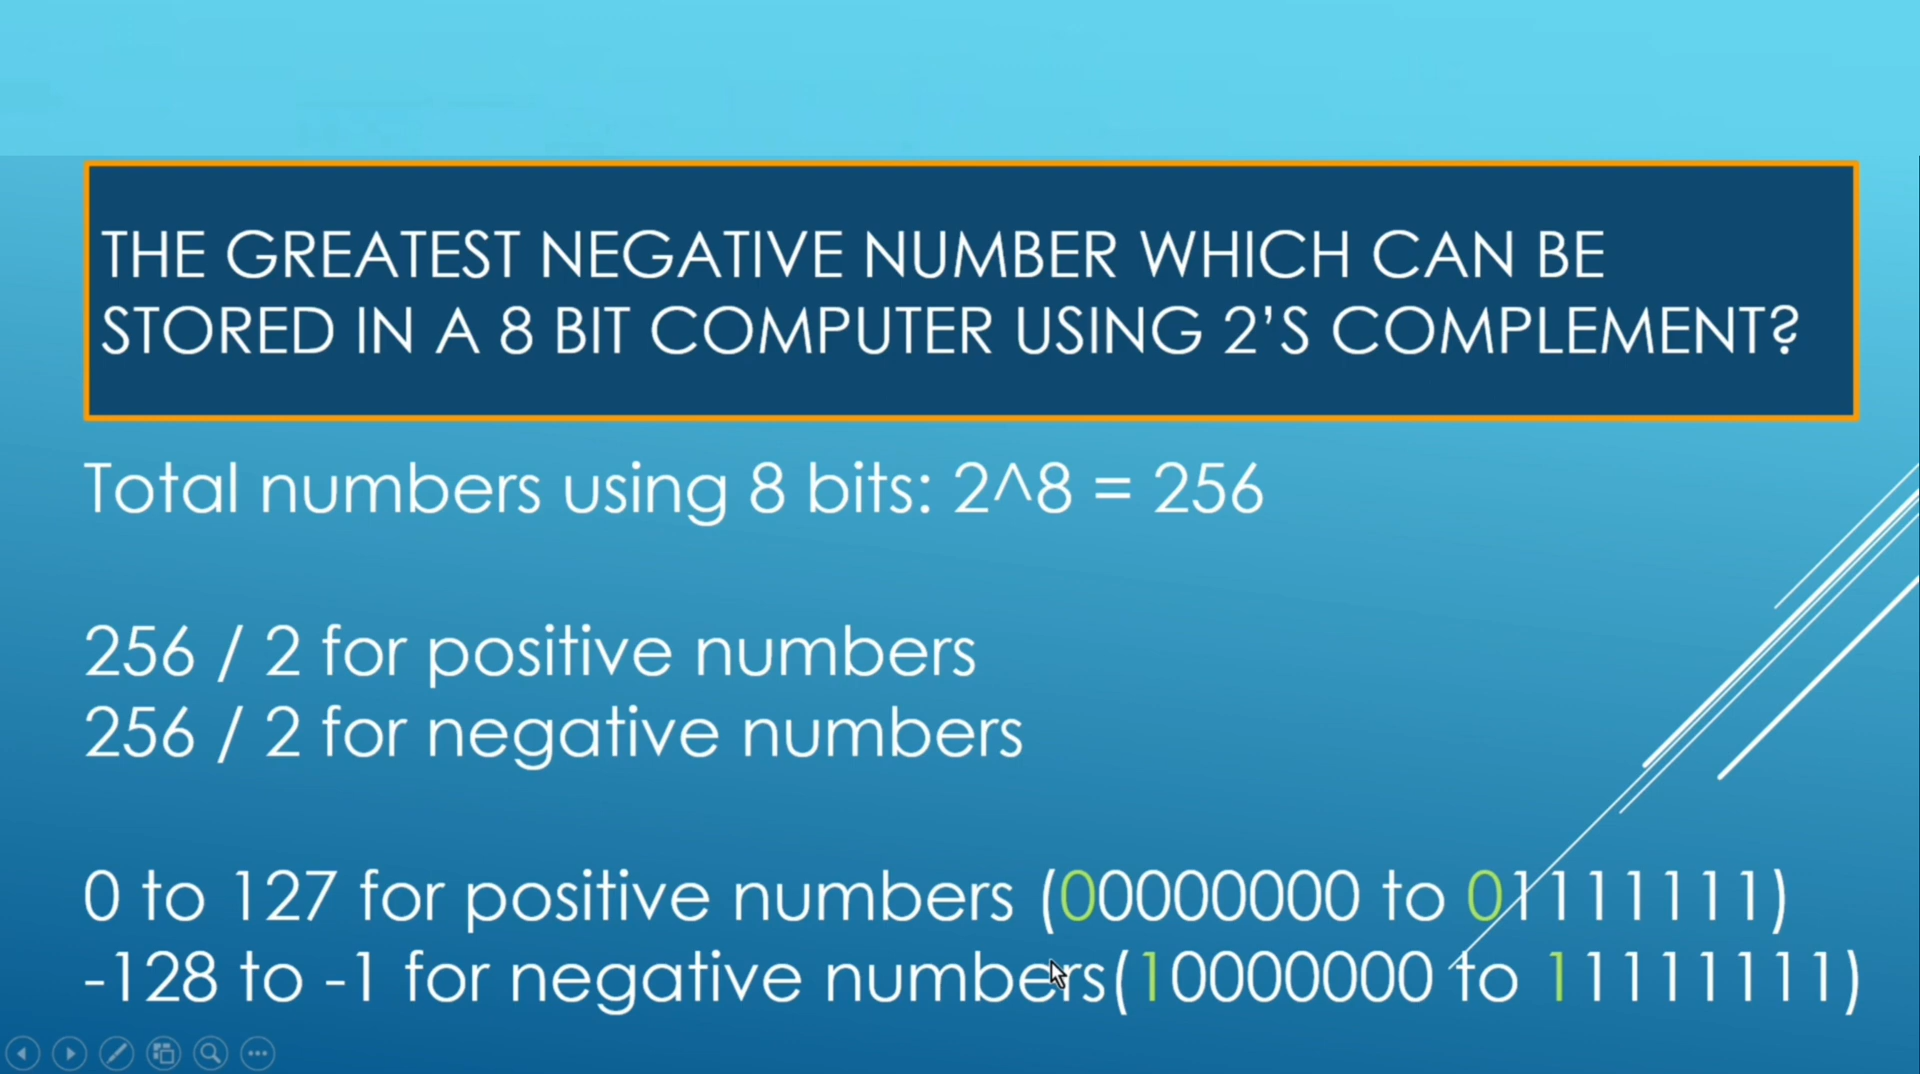 THE GREATEST NEGATIVE NUMBER WHICH CAN BE
STORED IN A 8 BIT COMPUTER USING 2’S COMPLEMENT?
Total numbers using 8 bits: 2^8 = 256
256 / 2 for positive numbers
256 / 2 for negative numbers
0 to 127 for positive numbers (00000000 to 01111111)
-128 to -1 for negative numbers(10000000 to 11111111)